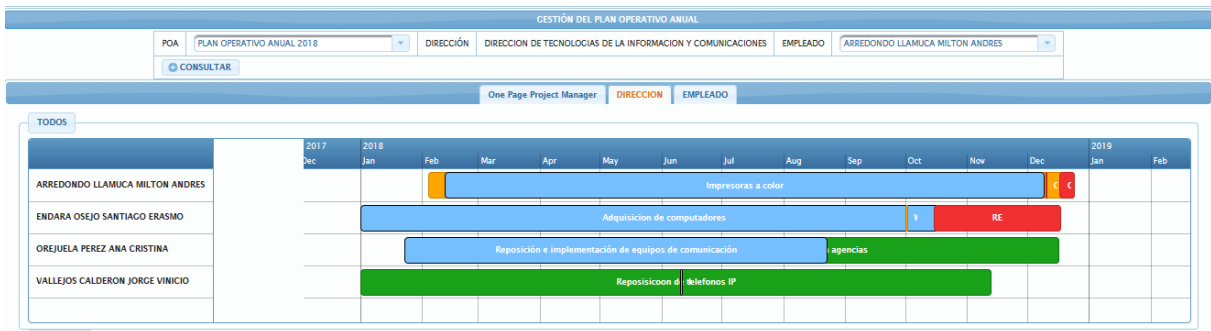 GESTIÓN DEL PLAN OPERATIVO ANUAL
POA PLAN OPERATIVO ANUAL 2018 DIRECCIÓN DIRECCION DE TECNOLOGIAS DE LA INFORMACION Y COMUNICACIONES EMPLEADO ARREDONDO LLAMUCA MILTON ANDRES
CONSULTAR
One Page Project Manager DIRECCION EMPLEADO
TODOS
2017 2018 2019
Dec Jan Feb Mar Apr May Jun Jul Aug Sep Oct Nov Dec Jan Feb
ARREDONDO LLAMUCA MILTON ANDRES Impresoras a color C C
ENDARA OSEJO SANTIAGO ERASMO Adquisicion de computadores RE
OREJUELA PEREZ ANA CRISTINA Reposición e implementación de equipos de comunicación agencias
VALLEJOS CALDERON JORGE VINICIO Reposisicoon de telefonos IP